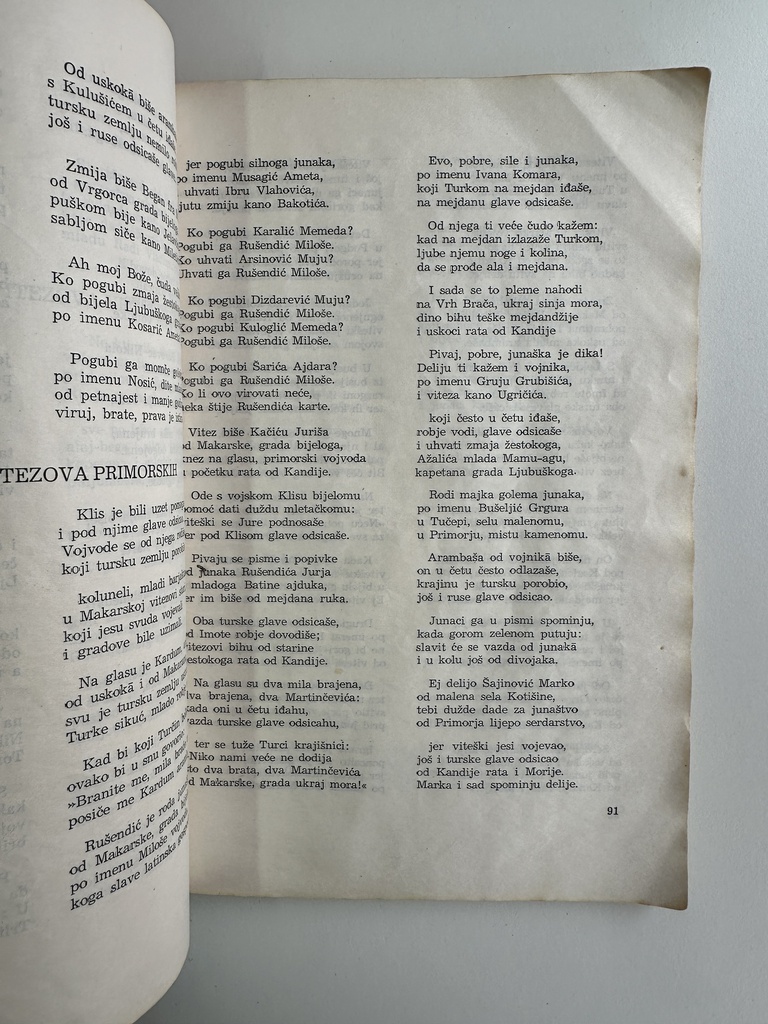 Od uskokā biše
s Kulušićem u četu
tursku zemlju nemilo
još i ruse odsicaše
Zmija biše Began
od Vrgorca grada
puškom bije kano
sabljom siče kano
Ah moj Bože, čuda
Ko pogubi zmaja
od bijela Ljubuškoga
po imenu Kosarić
Pogubi ga momče
po imenu Nosić, dite
od petnajest i manje
viruj, brate, prava je
PRIMORSKIH
Klis je bili uzet
i pod njime glave
Vojvode se od njega
koji tursku zemlju
koluneli, mladi
u Makarskoj vitezovi
koji jesu svuda
i gradove bile
Na glasu je Kardum
od uskokā i od
svu je tursku zemlju
Turke sikuć, mlado
Kad bi koji Turčin
ovako bi u snu
»Branite me, mila
posiče me Kardum
Rušendić je roda
od Makarske, grada
po imenu Miloše
koga slave latinska
jer pogubi silnoga junaka,
po imenu Musagić Ameta,
uhvati Ibru Vlahovića,
zmiju kano Bakotića.
Ko pogubi Karalić Memeda?
Pogubi ga Rušendić Miloše.
Ko uhvati Arsinović Muju?
Uhvati ga Rušendić Miloše.
Ko pogubi Dizdarević Muju?
Pogubi ga Rušendić Miloše.
Ko pogubi Kuloglić Memeda?
Pogubi ga Rušendić Miloše.
Ko pogubi Šarića Ajdara?
Pogubi ga Rušendić Miloše.
Ko li ovo virovati neće,
neka štije Rušendića karte.
Vitez biše Kačiću Juriša
Makarske, grada bijeloga,
knez na glasu, primorski vojvoda
početku rata od Kandije.
Ode s vojskom Klisu bijelomu
pomoć dati duždu mletačkomu:
viteški se Jure podnosaše
jer pod Klisom glave odsicaše.
Pivaju se pisme i popivke
junaka Rušendića Jurja
mladoga Batine ajduka,
jer im biše od mejdana ruka.
Oba turske glave odsicaše,
Imote robje dovodiše;
vitezovi bihu od starine
žestokoga rata od Kandije.
Na glasu su dva mila brajena,
dva brajena, dva Martinčevića:
kada oni u četu iđahu,
vazda turske glave odsicahu,
ter se tuže Turci krajišnici:
Niko nami veće ne dodija
što dva brata, dva Martinčevića
Makarske, grada ukraj mora!«
Evo, pobre, sile i junaka,
po imenu Ivana Komara,
koji Turkom na mejdan iđaše,
na mejdanu glave odsicaše.
Od njega ti veće čudo kažem:
kad na mejdan izlazaše Turkom,
ljube njemu noge i kolina,
da se prođe ala i mejdana.
I sada se to pleme nahodi
na Vrh Brača, ukraj sinja mora,
dino bihu teške mejdandžije
i uskoci rata od Kandije
Pivaj, pobre, junaška je dika!
Deliju ti kažem i vojnika,
po imenu Gruju Grubišića,
i viteza kano Ugričića.
koji često u četu iđaše,
robje vodi, glave odsicaše
i uhvati zmaja žestokoga,
Ažalića mlada Mamu-agu,
kapetana grada Ljubuškoga.
Rodi majka golema junaka,
po imenu Bušeljić Grgura
u Tučepi, selu malenomu,
u Primorju, mistu kamenomu.
Arambaša od vojnikā biše,
on u četu često odlazaše,
krajinu je tursku porobio,
još i ruse glave odsicao.
Junaci ga u pismi spominju,
kada gorom zelenom putuju:
slavit će se vazda od junakā
i u kolu još od divojaka.
Ej delijo Šajinović Marko
od malena sela Kotišine,
tebi dužde dade za junaštvo
od Primorja lijepo serdarstvo,
jer viteški jesi vojevao,
još i turske glave odsicao
od Kandije rata i Morije.
Marka i sad spominju delije.
91